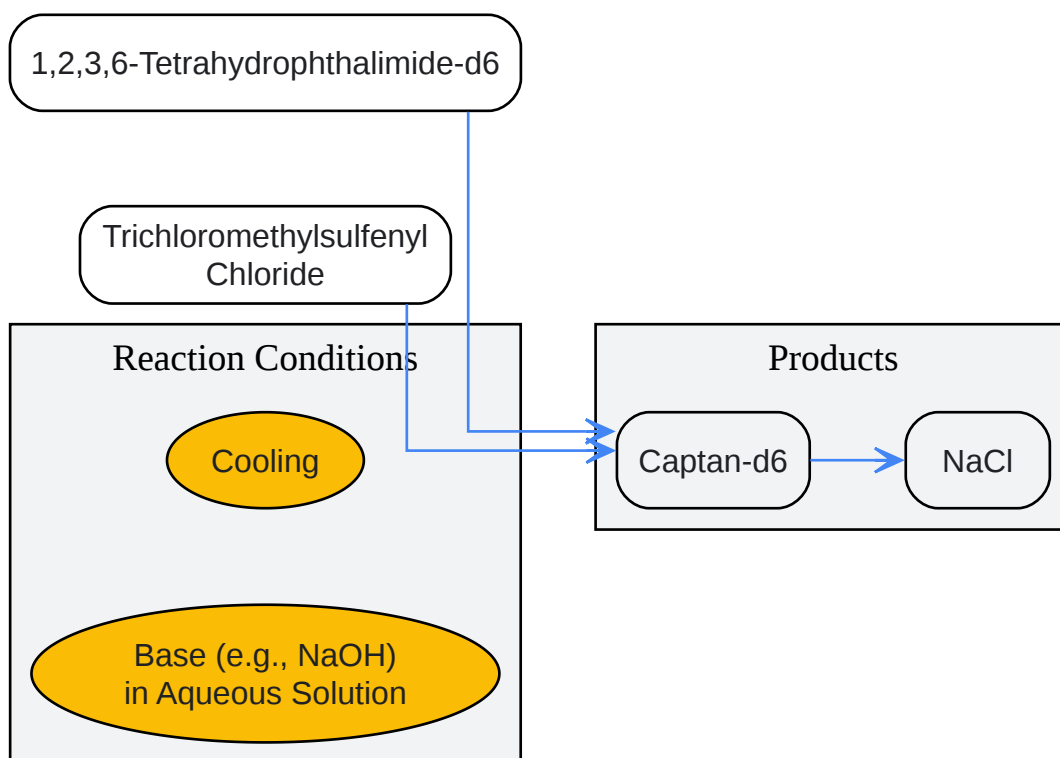 1,2,3,6-Tetrahydrophthalimide-d6
Trichloromethylsulfenyl
Chloride
Reaction Conditions
Products
Cooling
Captan-d6
NaCl
Base (e.g., NaOH)
in Aqueous Solution